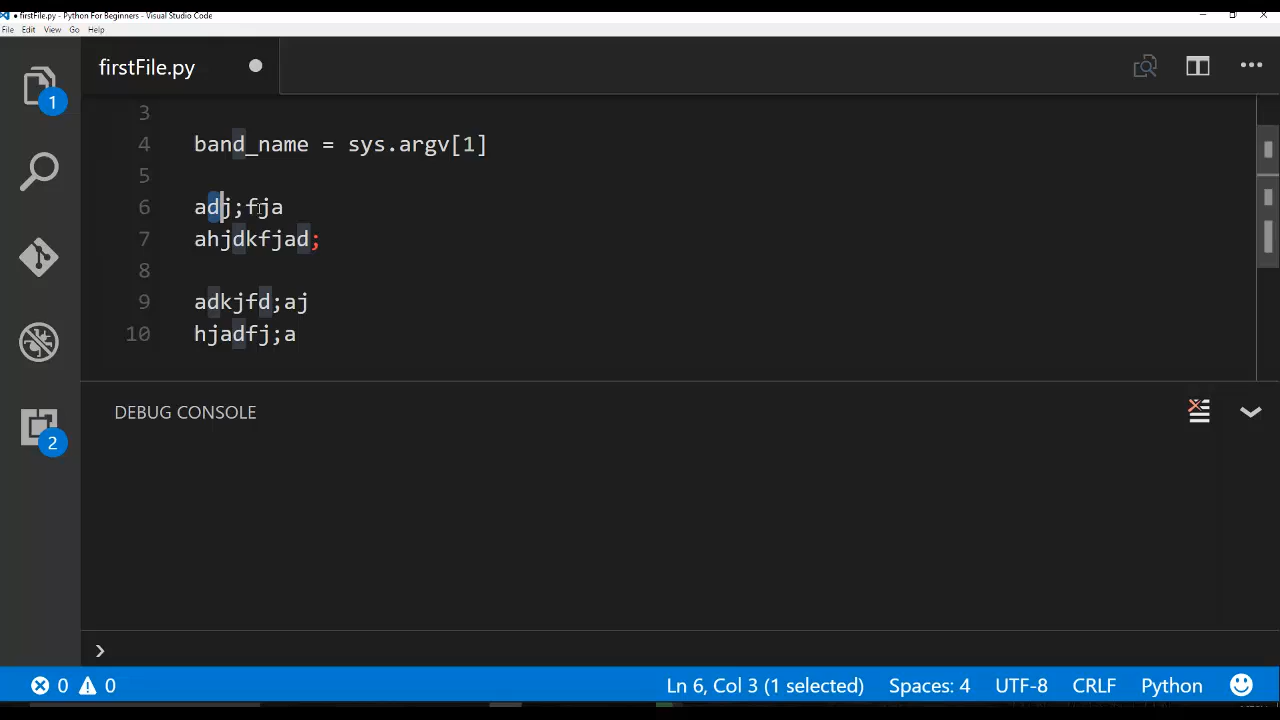 firstFile.py - Python For Beginners - Visual Studio Code
File Edit View Go Help
firstFile.py
1
3
4 band_name = sys.argv[1]
5
6 adj;fja
7 ahjdkfjad;
8
9 adkjfd;aj
10 hjadfj;a
2
DEBUG CONSOLE
0 0 Ln 6, Col 3 (1 selected) Spaces: 4 UTF-8 CRLF Python